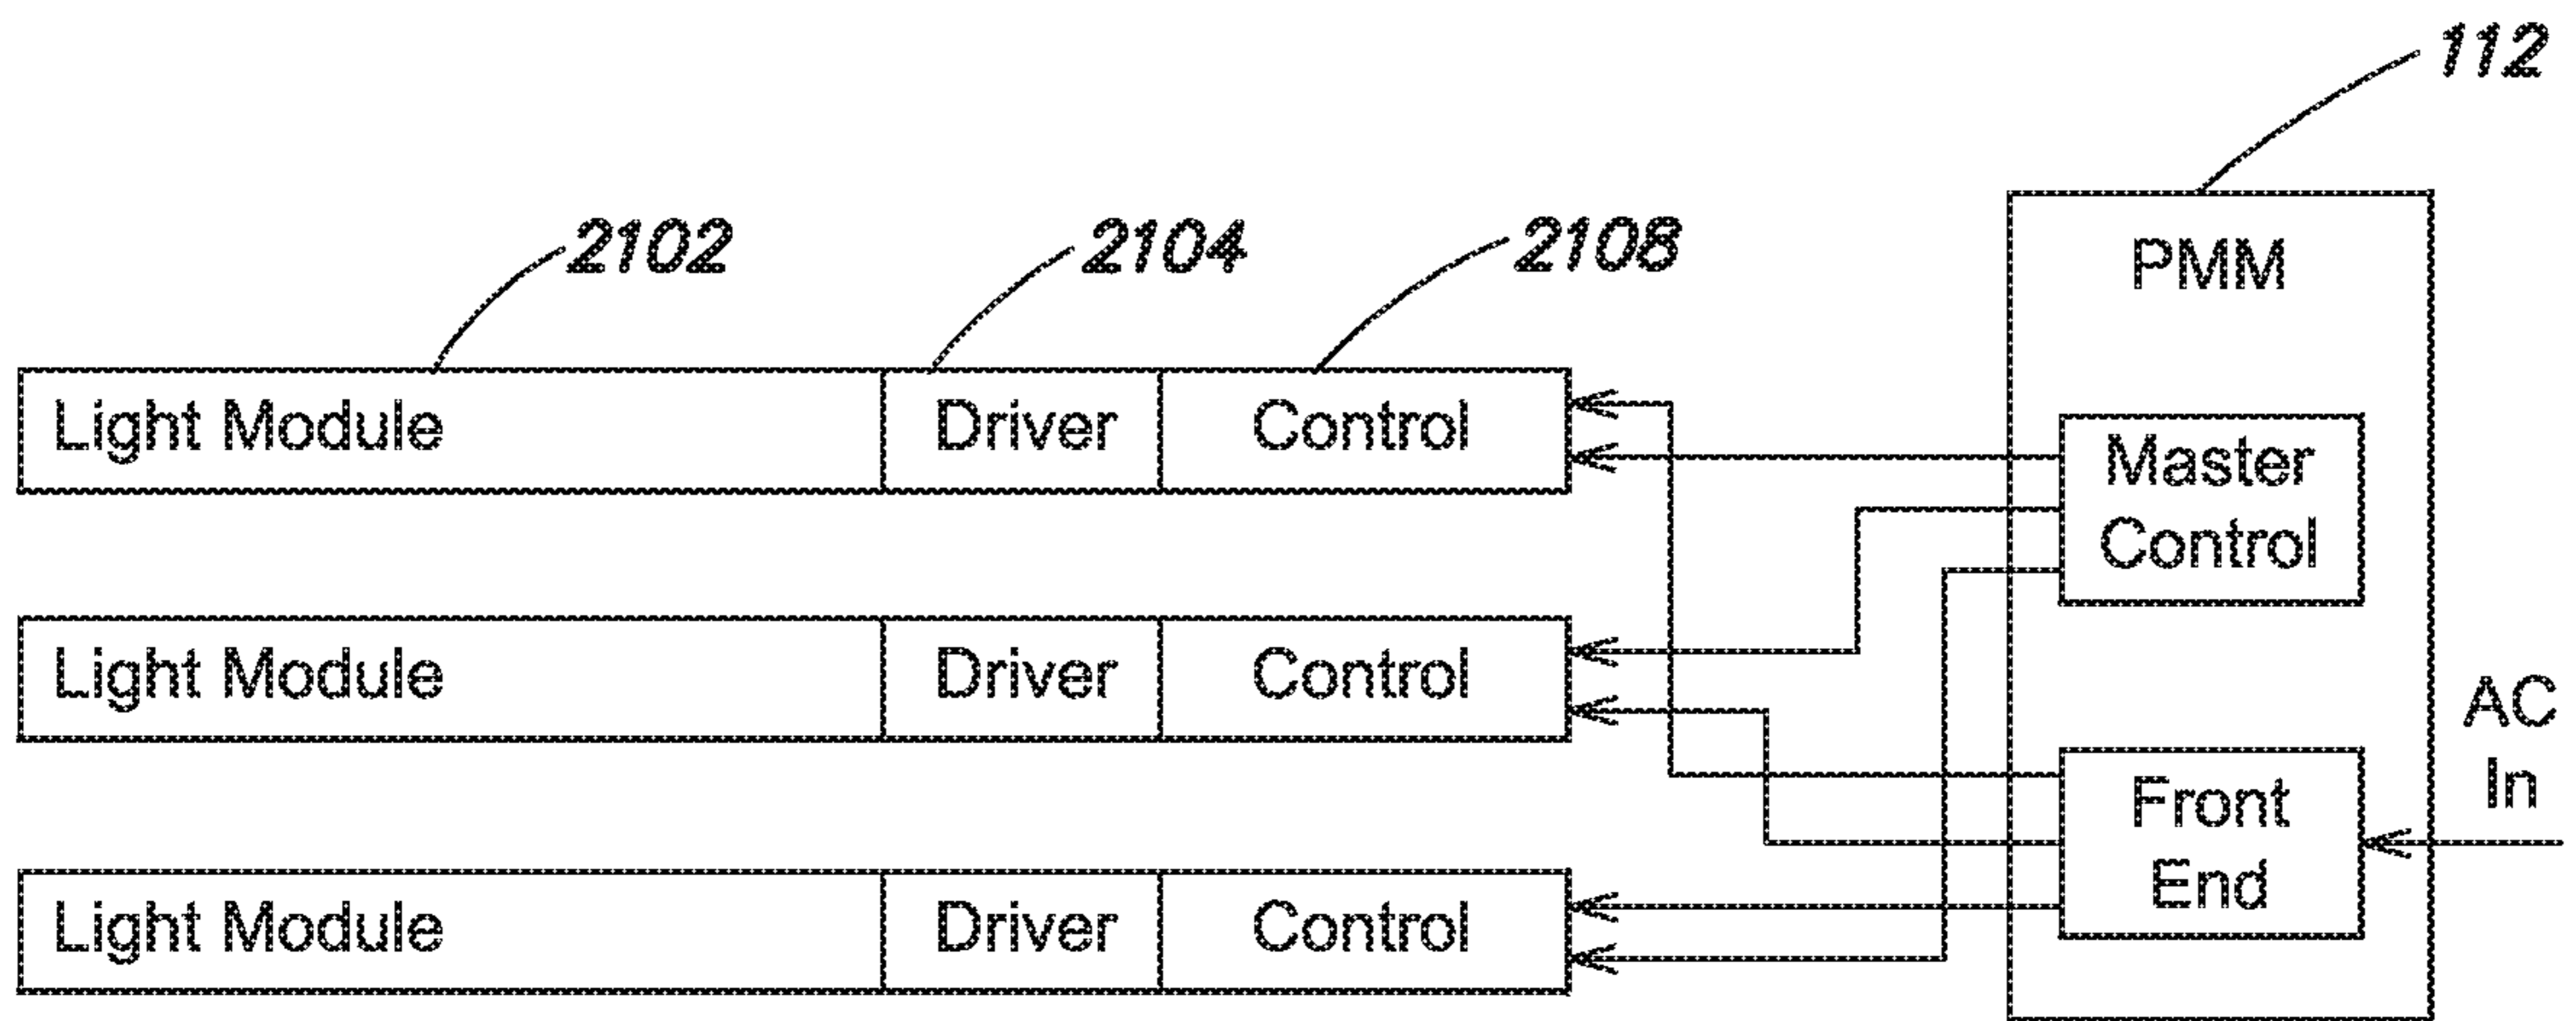 112
2102
2104
2108
PMM
Light Module
Driver
Control
Master
Control
Light Module
Driver
Control
AC
In
Front
End
Light Module
Driver
Control